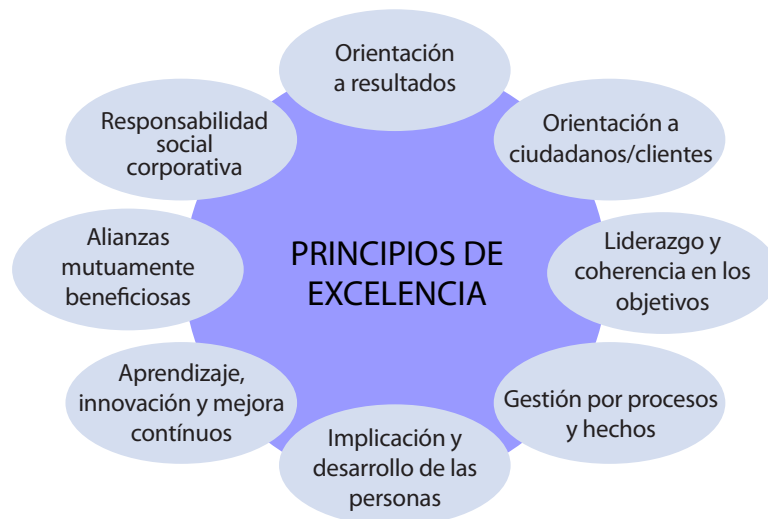 Orientación
a resultados
Orientación a
ciudadanos/clientes
Liderazgo y
coherencia en los
objetivos
Gestión por procesos
y hechos
Implicación y
desarrollo de las
personas
Aprendizaje,
innovación y mejora
contínuos
Alianzas
mutuamente
beneficiosas
Responsabilidad
social
corporativa
PRINCIPIOS DE
EXCELENCIA